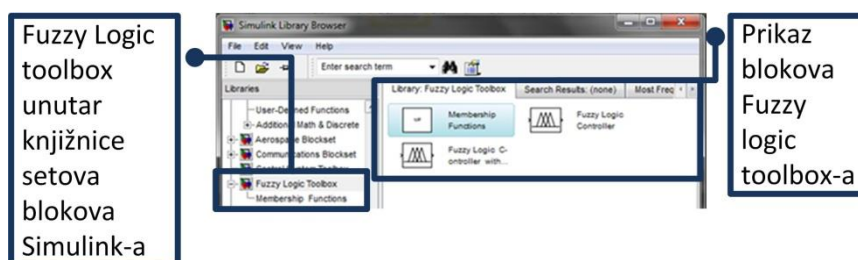 Fuzzy Logic
toolbox
unutar
knjižnice
setova
blokova
Simulink-a
Simulink Library Browser
File Edit View Help
Enter search term
Libraries
User-Defined Functions
Additional Math & Discrete
Aerospace Blockset
Communications Blockset
Control System Toolbox
Fuzzy Logic Toolbox
Membership Functions
Library: Fuzzy Logic Toolbox Search Results: (none) Most Freq
Membership
Functions
Fuzzy Logic
Controller
Fuzzy Logic C-
ontroller with...
Prikaz
blokova
Fuzzy
logic
toolbox-a